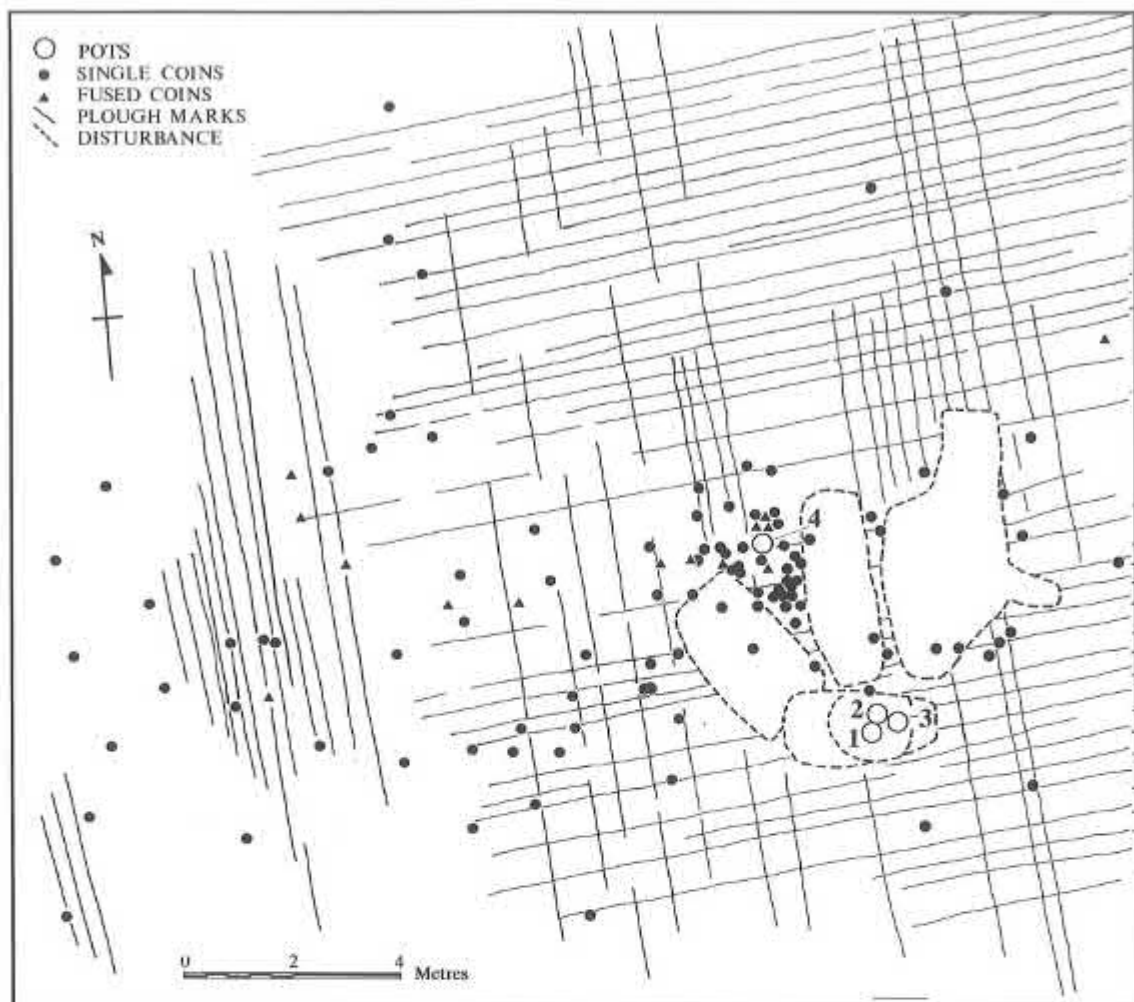 POTS
SINGLE COINS
FUSED COINS
PLOUGH MARKS
DISTURBANCE
N
4
2
3
1
0 2 4 Metres